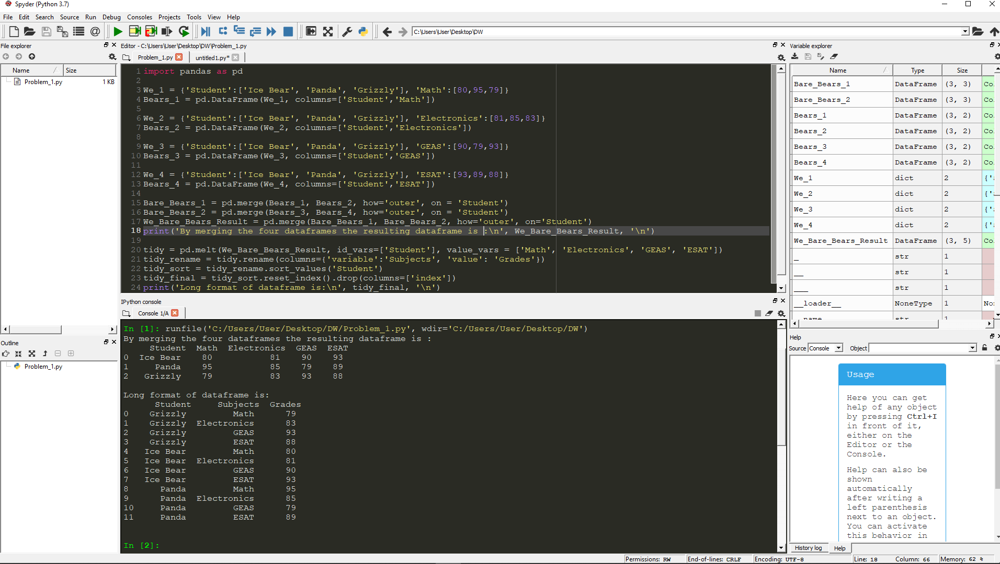 Spyder (Python 3.7)
File Edit Search Source Run Debug Consoles Projects Tools View Help
C:\Users\User\Desktop\DW
File explorer
Name Size
Problem_1.py 1 KB
Outline
Problem_1.py
Editor - C:\Users\User\Desktop\DW\Problem_1.py
Problem_1.py untitled1.py*
1 import pandas as pd
2
3 We_1 = {'Student':['Ice Bear', 'Panda', 'Grizzly'], 'Math':[80,95,79]}
4 Bears_1 = pd.DataFrame(We_1, columns=['Student','Math'])
5
6 We_2 = {'Student':['Ice Bear', 'Panda', 'Grizzly'], 'Electronics':[81,85,83]}
7 Bears_2 = pd.DataFrame(We_2, columns=['Student','Electronics'])
8
9 We_3 = {'Student':['Ice Bear', 'Panda', 'Grizzly'], 'GEAS':[90,79,93]}
10 Bears_3 = pd.DataFrame(We_3, columns=['Student','GEAS'])
11
12 We_4 = {'Student':['Ice Bear', 'Panda', 'Grizzly'], 'ESAT':[93,89,88]}
13 Bears_4 = pd.DataFrame(We_4, columns=['Student','ESAT'])
14
15 Bare_Bears_1 = pd.merge(Bears_1, Bears_2, how='outer', on = 'Student')
16 Bare_Bears_2 = pd.merge(Bears_3, Bears_4, how='outer', on = 'Student')
17 We_Bare_Bears_Result = pd.merge(Bare_Bears_1, Bare_Bears_2, how='outer', on='Student')
18 print('By merging the four dataframes the resulting dataframe is :\n', We_Bare_Bears_Result, '\n')
19
20 tidy = pd.melt(We_Bare_Bears_Result, id_vars=['Student'], value_vars = ['Math', 'Electronics', 'GEAS', 'ESAT'])
21 tidy_rename = tidy.rename(columns={'variable':'Subjects', 'value': 'Grades'})
22 tidy_sort = tidy_rename.sort_values('Student')
23 tidy_final = tidy_sort.reset_index().drop(columns=['index'])
24 print('Long format of dataframe is:\n', tidy_final, '\n')
IPython console
Console 1/A
In [1]: runfile('C:/Users/User/Desktop/DW/Problem_1.py', wdir='C:/Users/User/Desktop/DW')
By merging the four dataframes the resulting dataframe is :
Student Math Electronics GEAS ESAT
0 Ice Bear 80 81 90 93
1 Panda 95 85 79 89
2 Grizzly 79 83 93 88
Long format of dataframe is:
Student Subjects Grades
0 Grizzly Math 79
1 Grizzly Electronics 83
2 Grizzly GEAS 93
3 Grizzly ESAT 88
4 Ice Bear Math 80
5 Ice Bear Electronics 81
6 Ice Bear GEAS 90
7 Ice Bear ESAT 93
8 Panda Math 95
9 Panda Electronics 85
10 Panda GEAS 79
11 Panda ESAT 89
In [2]:
Variable explorer
Name Type Size
Bare_Bears_1 DataFrame (3, 3) Co
Bare_Bears_2 DataFrame (3, 3) Co
Bears_1 DataFrame (3, 2) Co
Bears_2 DataFrame (3, 2) Co
Bears_3 DataFrame (3, 2) Co
Bears_4 DataFrame (3, 2) Co
We_1 dict 2 {'
We_2 dict 2 {'
We_3 dict 2 {'
We_4 dict 2 {'
We_Bare_Bears_Result DataFrame (3, 5) Co
_ str 1
__ str 1
___ str 1
__loader__ NoneType 1 No
name str 1
Help
Source Console Object
Usage
Here you can get
help of any object
by pressing Ctrl+I
in front of it,
either on the
Editor or the
Console.
Help can also be
shown
automatically
after writing a
left parenthesis
next to an object.
You can activate
this behavior in
History log Help
Permissions: RW End-of-lines: CRLF Encoding: UTF-8 Line: 18 Column: 66 Memory: 62 %